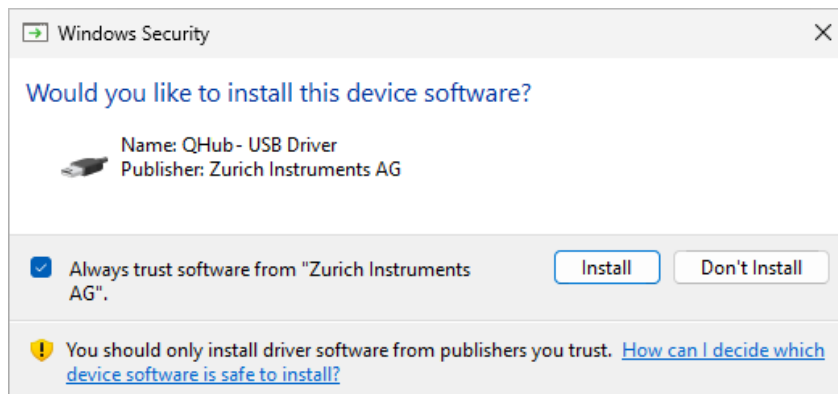 Windows Security
Would you like to install this device software?
Name: QHub- USB Driver
Publisher: Zurich Instruments AG
Always trust software from "Zurich Instruments
AG".
Install
Don't Install
You should only install driver software from publishers you trust. How can I decide which
device software is safe to install?